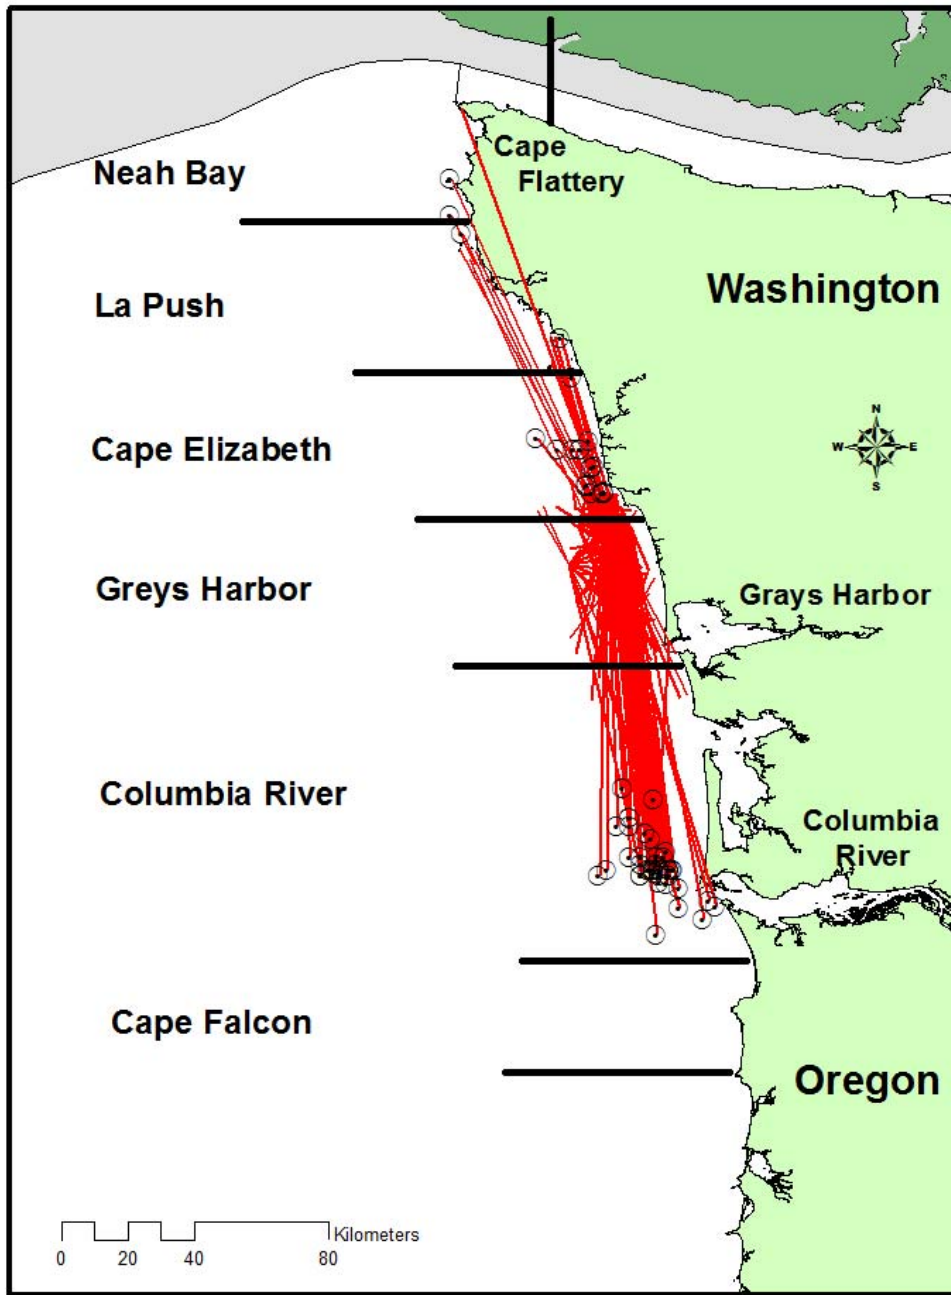 Cape
Flattery
Neah Bay
Washington
La Push
Cape Elizabeth
N
W E
S
Greys Harbor
Grays Harbor
Columbia River
Columbia
River
Cape Falcon
Oregon
Kilometers
0 20 40 80